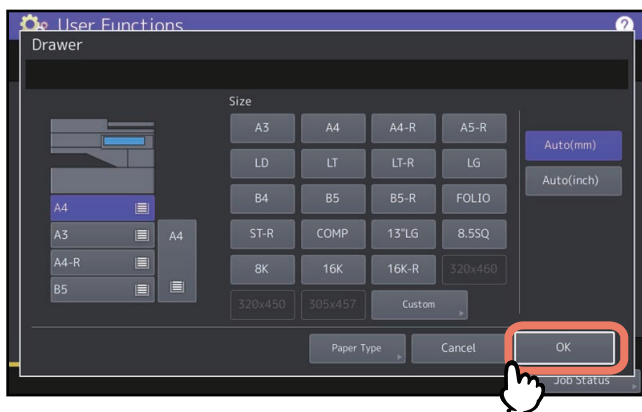 User Functions ?
Drawer
Size
A3 A4 A4-R A5-R
LD LT LT-R LG
B4 B5 B5-R FOLIO
ST-R COMP 13"LG 8.5SQ
8K 16K 16K-R 320x460
320x450 305x457 Custom
Auto(mm)
Auto(inch)
A4
A3
A4-R
B5
A4
Paper Type Cancel OK
Job Status